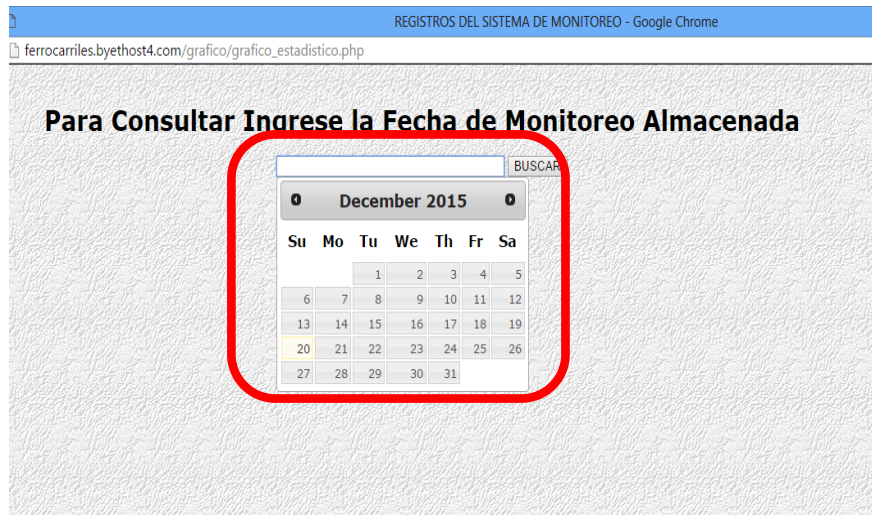 REGISTROS DEL SISTEMA DE MONITOREO - Google Chrome
ferrocarriles.byethost4.com/grafico/grafico_estadistico.php
Para Consultar Ingrese la Fecha de Monitoreo Almacenada
BUSCAR
December 2015
Su Mo Tu We Th Fr Sa
1 2 3 4 5
6 7 8 9 10 11 12
13 14 15 16 17 18 19
20 21 22 23 24 25 26
27 28 29 30 31